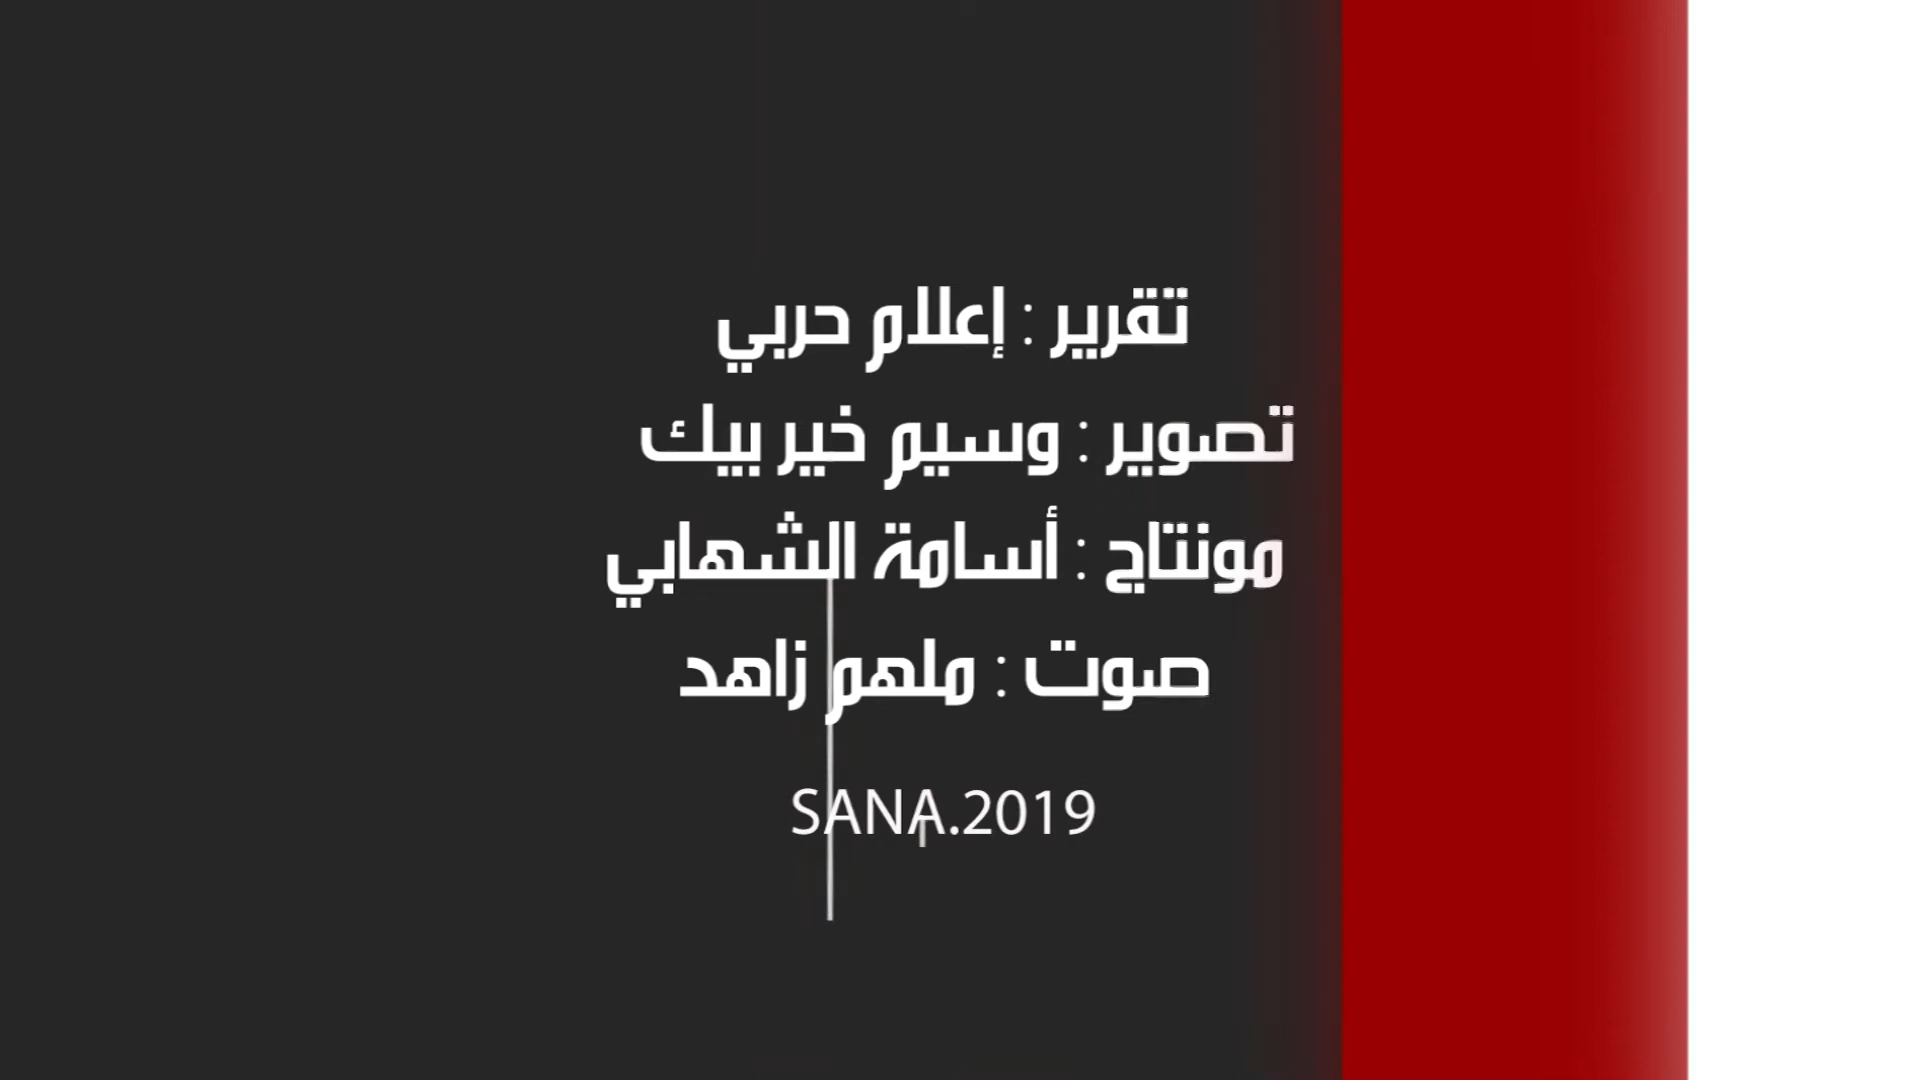 تقرير : إعلام حربي
تصوير : وسيم خير بيك
مونتاج : أسامة الشهابي
صوت : ملهم زاهد
SANA.2019